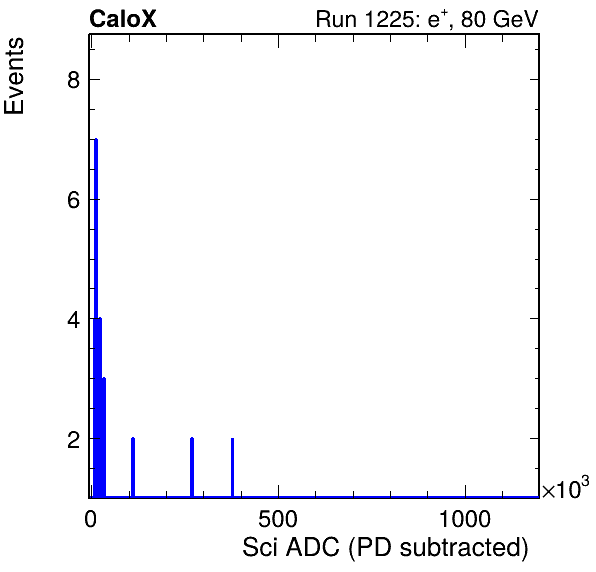 CaloX Run 1225: e⁺, 80 GeV
Events
8
6
4
2
0 500 1000 ×10³
Sci ADC (PD subtracted)